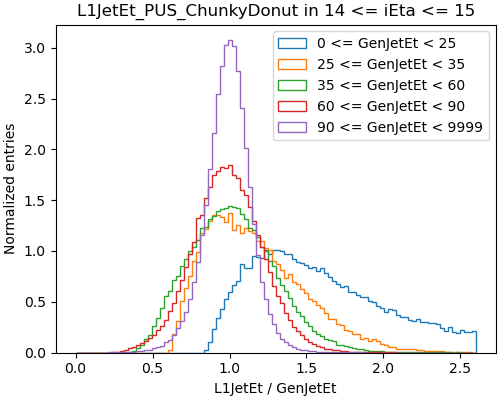 L1JetEt_PUS_ChunkyDonut in 14 <= iEta <= 15
0 <= GenJetEt < 25
25 <= GenJetEt < 35
35 <= GenJetEt < 60
60 <= GenJetEt < 90
90 <= GenJetEt < 9999
Normalized entries
3.0
2.5
2.0
1.5
1.0
0.5
0.0
0.0 0.5 1.0 1.5 2.0 2.5
L1JetEt / GenJetEt